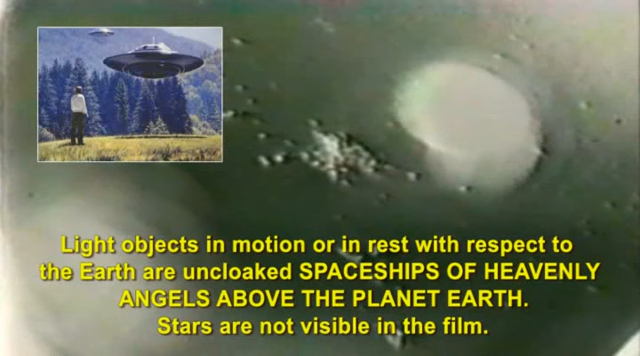 Light objects in motion or in rest with respect to
the Earth are uncloaked SPACESHIPS OF HEAVENLY
ANGELS ABOVE THE PLANET EARTH.
Stars are not visible in the film.